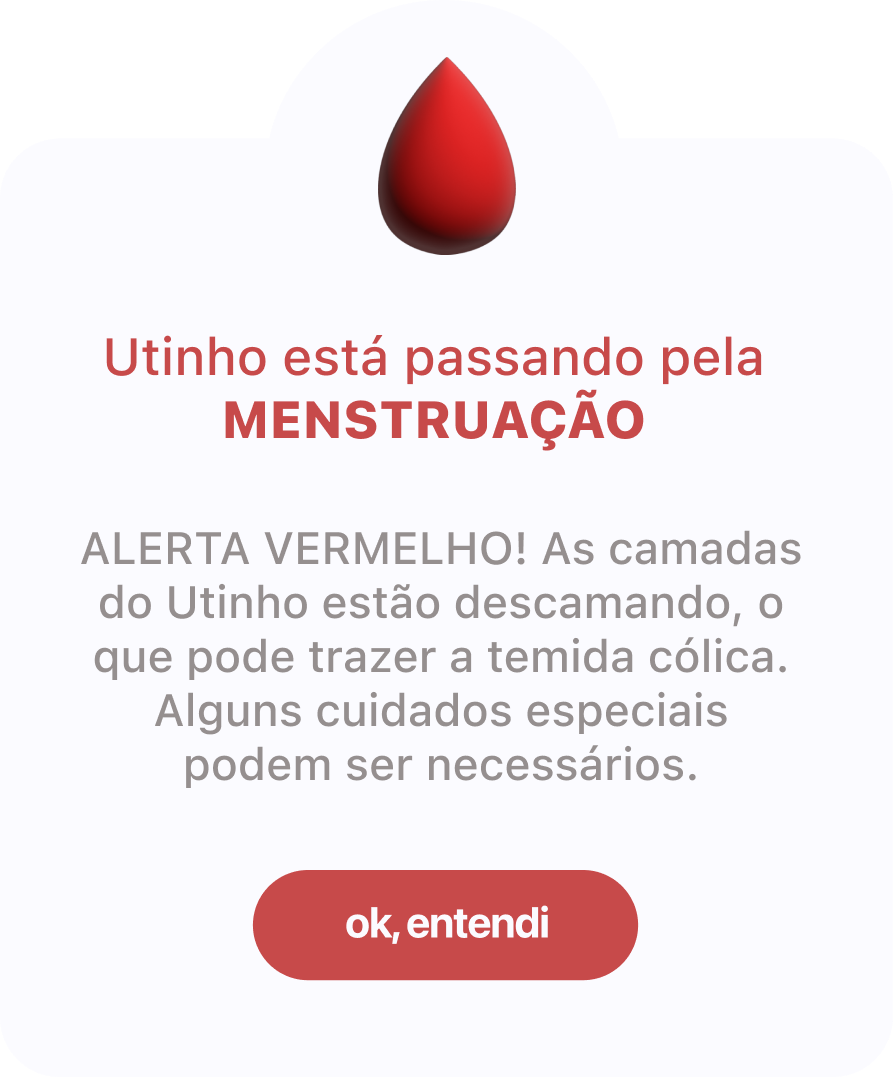 Utinho está passando pela
MENSTRUAÇÃO
ALERTA VERMELHO! As camadas
do Utinho estão descamando, o
que pode trazer a temida cólica.
Alguns cuidados especiais
podem ser necessários.
ok, entendi